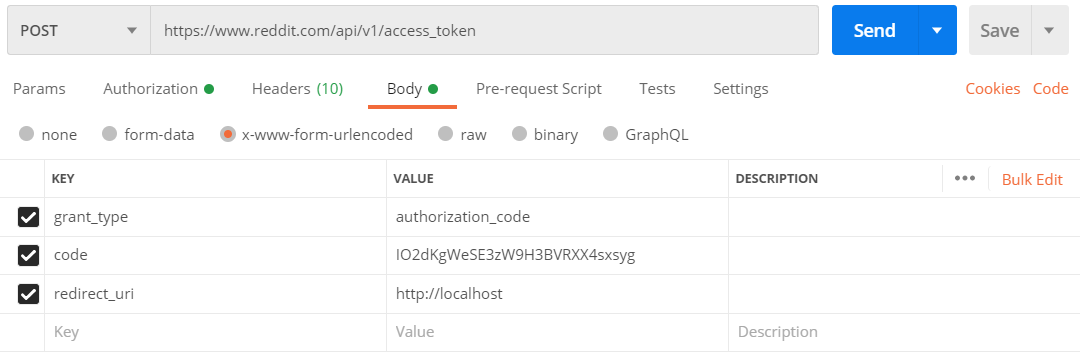 POST https://www.reddit.com/api/v1/access_token Send Save
Params Authorization Headers (10) Body Pre-request Script Tests Settings Cookies Code
none form-data x-www-form-urlencoded raw binary GraphQL
KEY VALUE DESCRIPTION ••• Bulk Edit
grant_type authorization_code
code IO2dKgWeSE3zW9H3BVRXX4sxsyg
redirect_uri http://localhost
Key Value Description